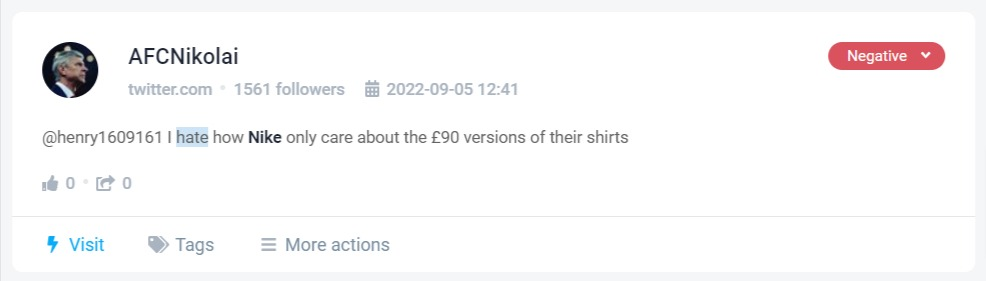 AFCNikolai
Negative
twitter.com 1561 followers 2022-09-05 12:41
@henry1609161 I hate how Nike only care about the £90 versions of their shirts
0 0
Visit Tags More actions